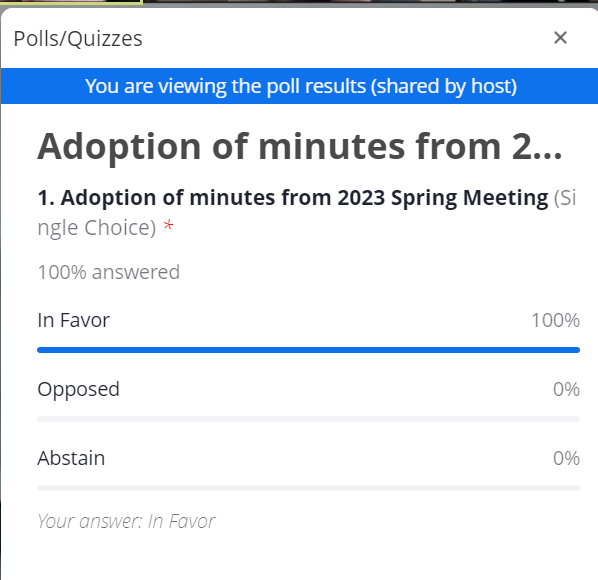 Polls/Quizzes
You are viewing the poll results (shared by host)
Adoption of minutes from 2...
1. Adoption of minutes from 2023 Spring Meeting (Si
ngle Choice) *
100% answered
In Favor 100%
Opposed 0%
Abstain 0%
Your answer: In Favor